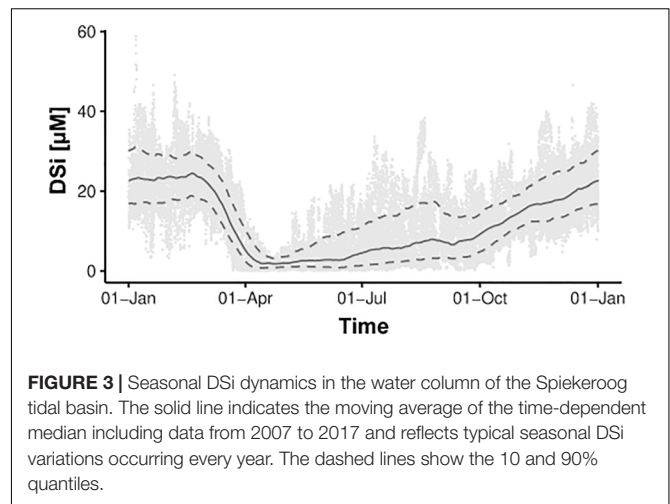 60
40
20
0
DSi [µM]
01-Jan 01-Apr 01-Jul 01-Oct 01-Jan
Time
FIGURE 3 | Seasonal DSi dynamics in the water column of the Spiekeroog
tidal basin. The solid line indicates the moving average of the time-dependent
median including data from 2007 to 2017 and reflects typical seasonal DSi
variations occurring every year. The dashed lines show the 10 and 90%
quantiles.